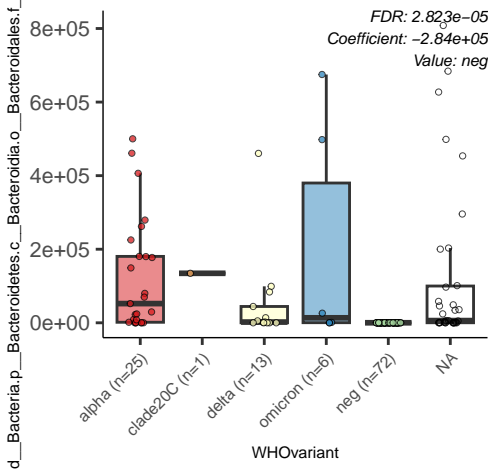 FDR: 2.823e−05
Coefficient: −2.84e+05
Value: neg
d__Bacteria.p__Bacteroidetes.c__Bacteroidia.o__Bacteroidales.f_
8e+05
6e+05
4e+05
2e+05
0e+00
alpha (n=25)
clade20C (n=1)
delta (n=13)
omicron (n=6)
neg (n=72)
NA
WHOvariant